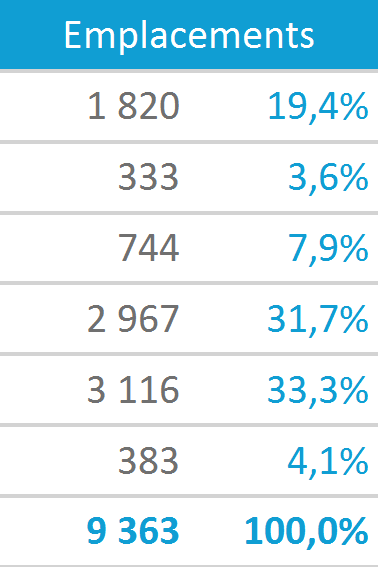 Emplacements
1 820 19,4%
333 3,6%
744 7,9%
2 967 31,7%
3 116 33,3%
383 4,1%
9 363 100,0%